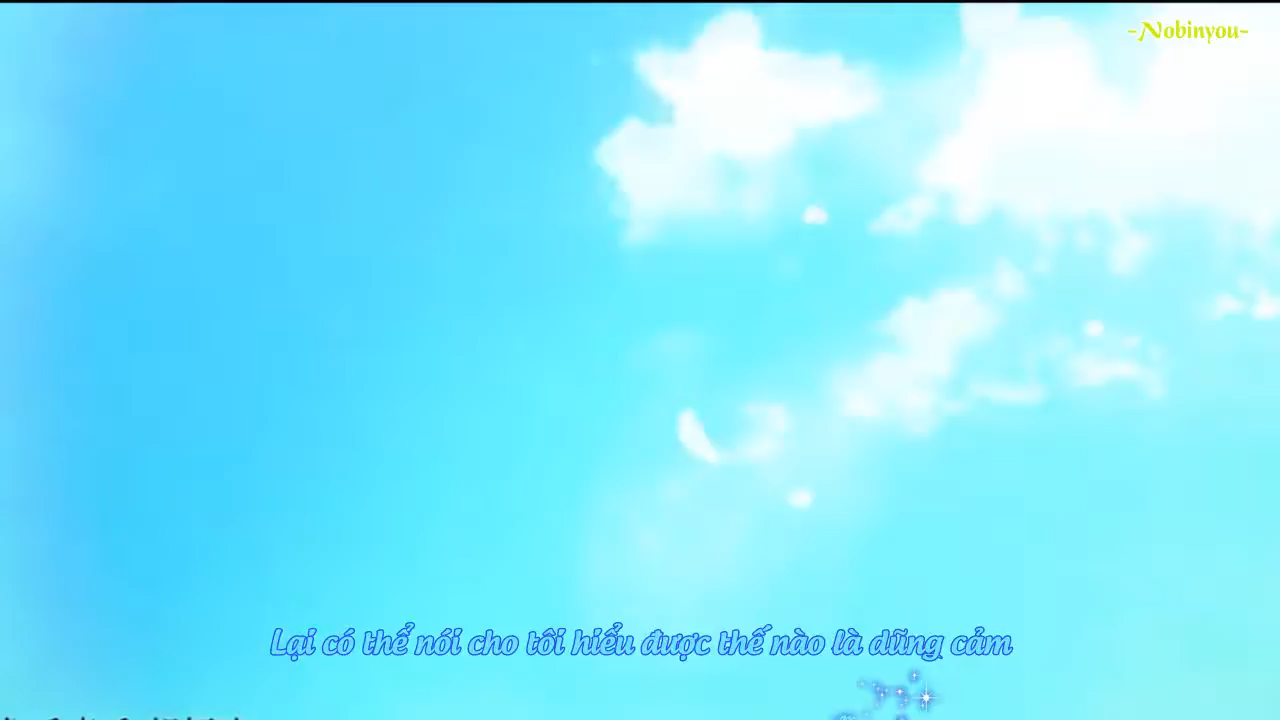 ~Nobinyou~
Lại có thể nói cho tôi hiểu được thế nào là dũng cảm